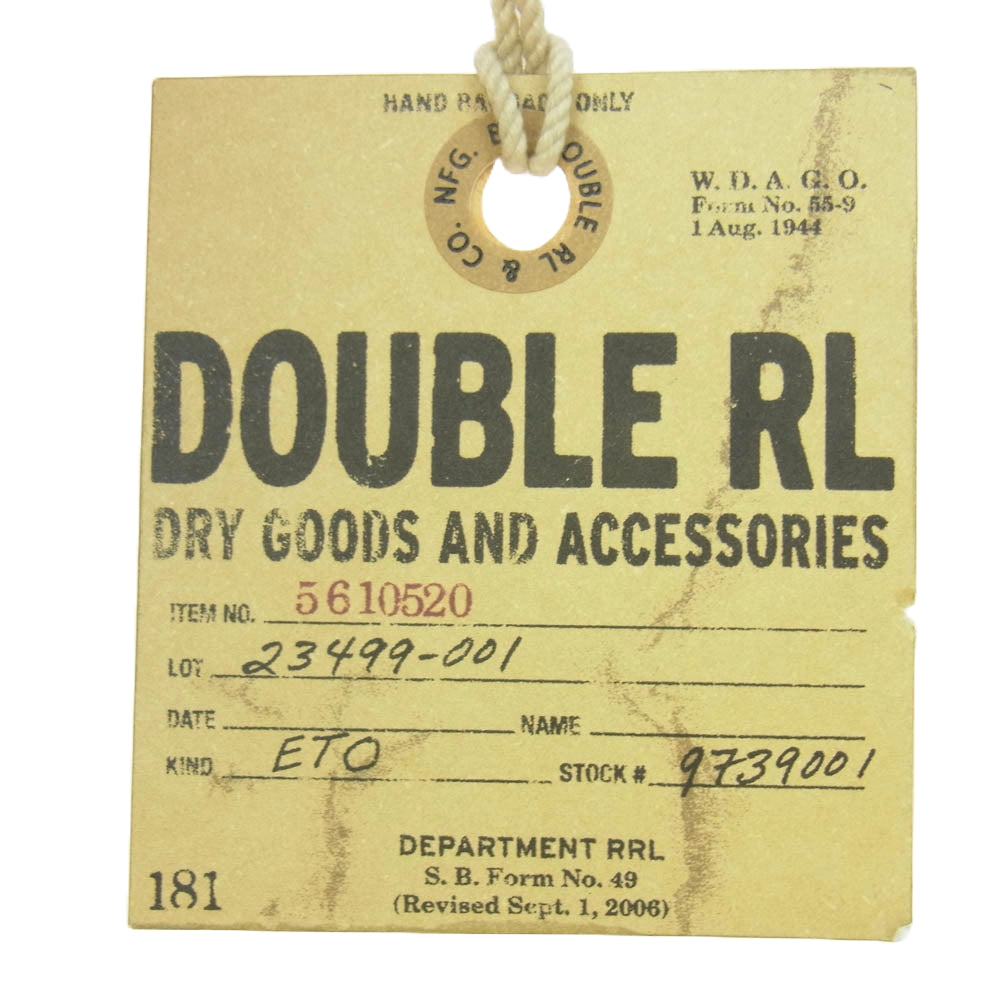 HAND BAGGAGE ONLY
NFG. BY DOUBLE RL & CO.
W. D. A. G. O.
Form No. 55-9
1 Aug. 1944
DOUBLE RL
DRY GOODS AND ACCESSORIES
ITEM NO. 5610520
LOT 23499-001
DATE NAME
KIND ETO STOCK # 9739001
DEPARTMENT RRL
S. B. Form No. 49
(Revised Sept. 1, 2006)
181